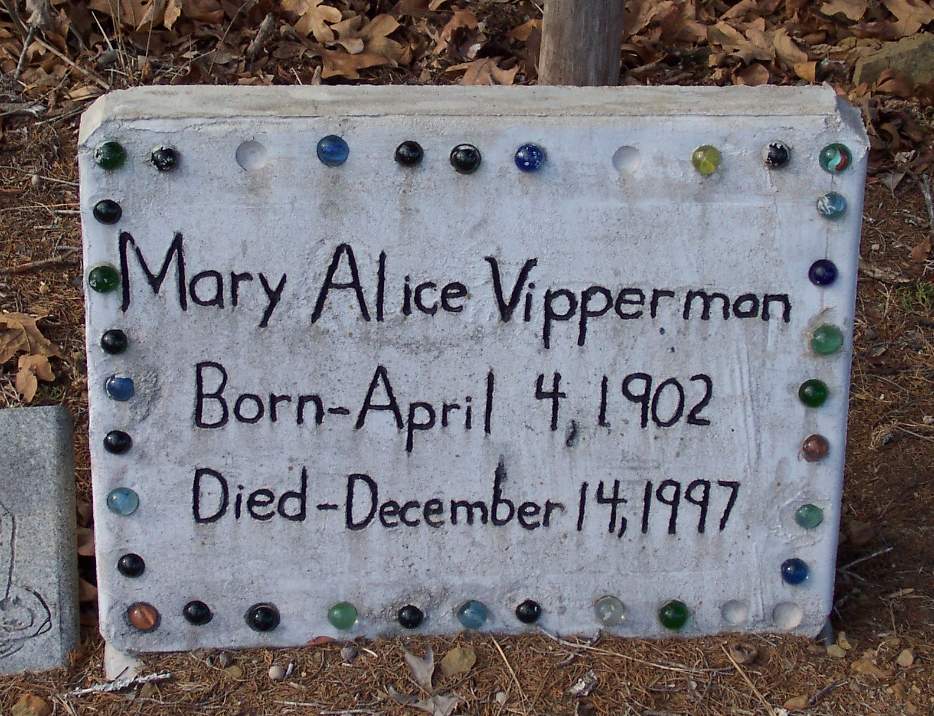 Mary Alice Vipperman
Born-April 4, 1902
Died-December 14, 1997